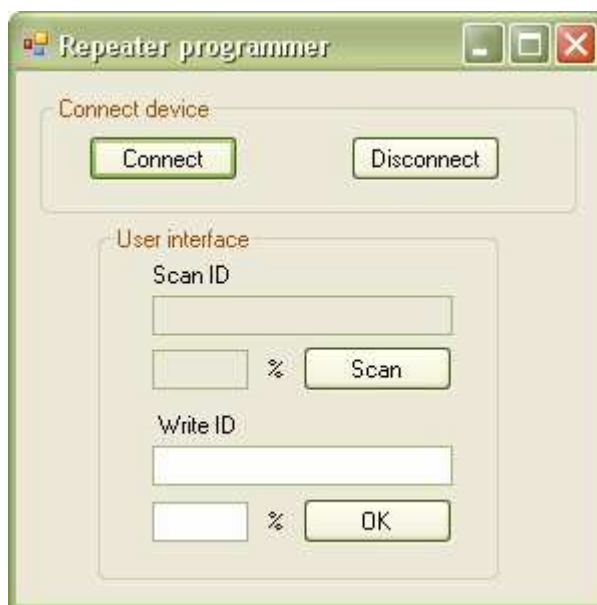 Repeater programmer
Connect device
Connect Disconnect
User interface
Scan ID
% Scan
Write ID
% OK